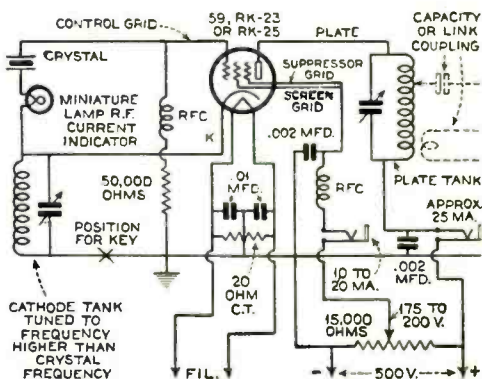 CONTROL GRID
59, RK-23
OR RK-25
PLATE
CAPACITY
OR LINK
COUPLING
CRYSTAL
SUPPRESSOR
GRID
SCREEN
GRID
MINIATURE
LAMP R.F.
CURRENT
INDICATOR
RFC
K
.002 MFD.
50,000
OHMS
.01
MFD.
RFC
PLATE TANK
APPROX
25 MA.
POSITION
FOR KEY
20
OHM
C.T.
10 TO
20 MA.
.002
MFD.
CATHODE TANK
TUNED TO
FREQUENCY
HIGHER THAN
CRYSTAL
FREQUENCY
15,000
OHMS
175 TO
200 V.
FIL.
- 500 V. +